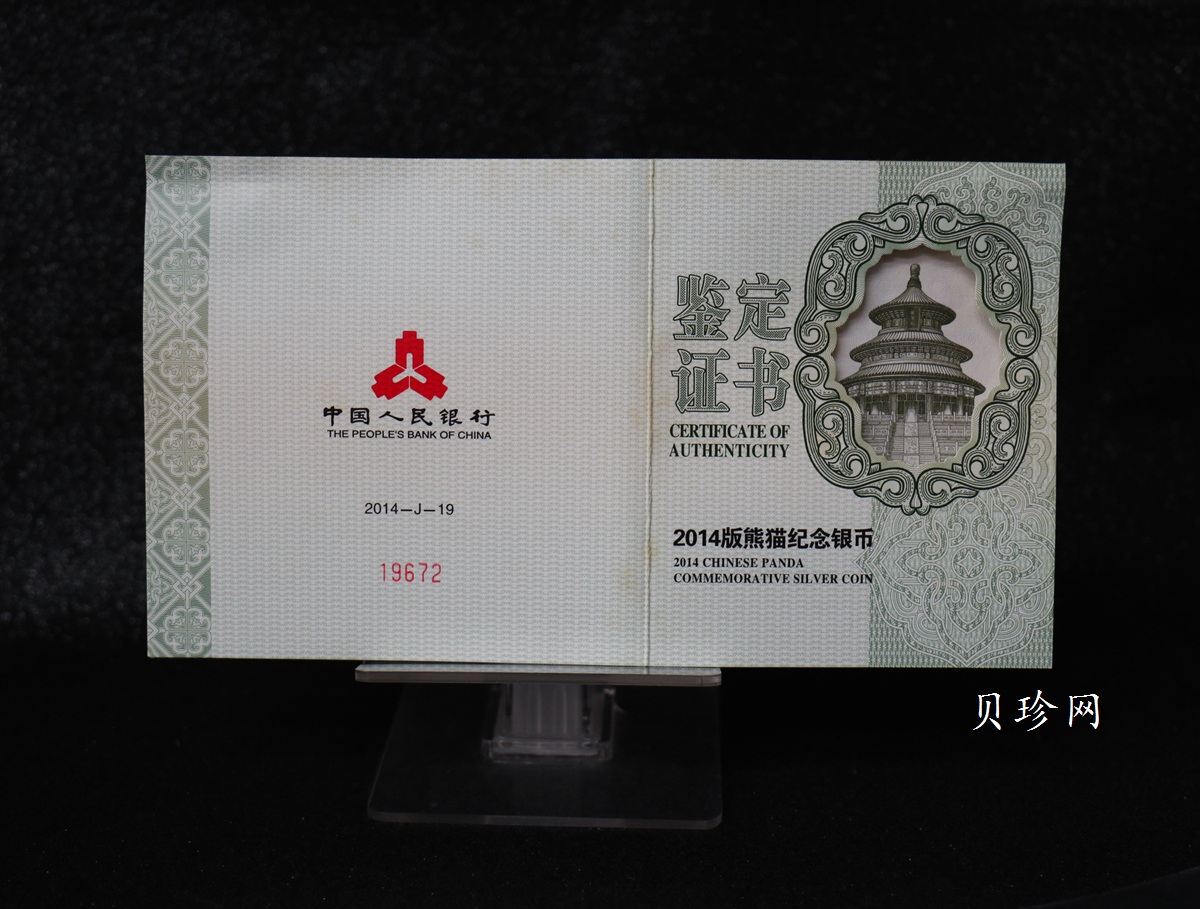 中国人民银行
THE PEOPLE'S BANK OF CHINA
2014—J—19
19672
鉴定
证书
CERTIFICATE OF
AUTHENTICITY
2014版熊猫纪念银币
2014 CHINESE PANDA
COMMEMORATIVE SILVER COIN
贝珍网